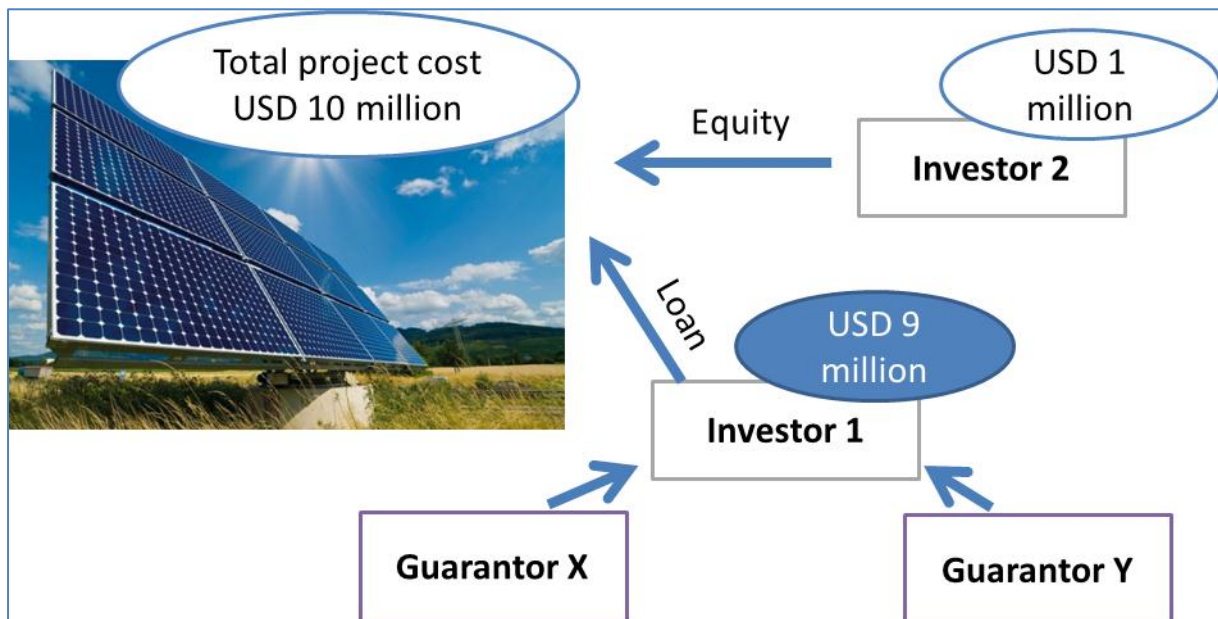 Total project cost
USD 10 million
USD 1
million
Equity
Investor 2
Loan
USD 9
million
Investor 1
Guarantor X
Guarantor Y